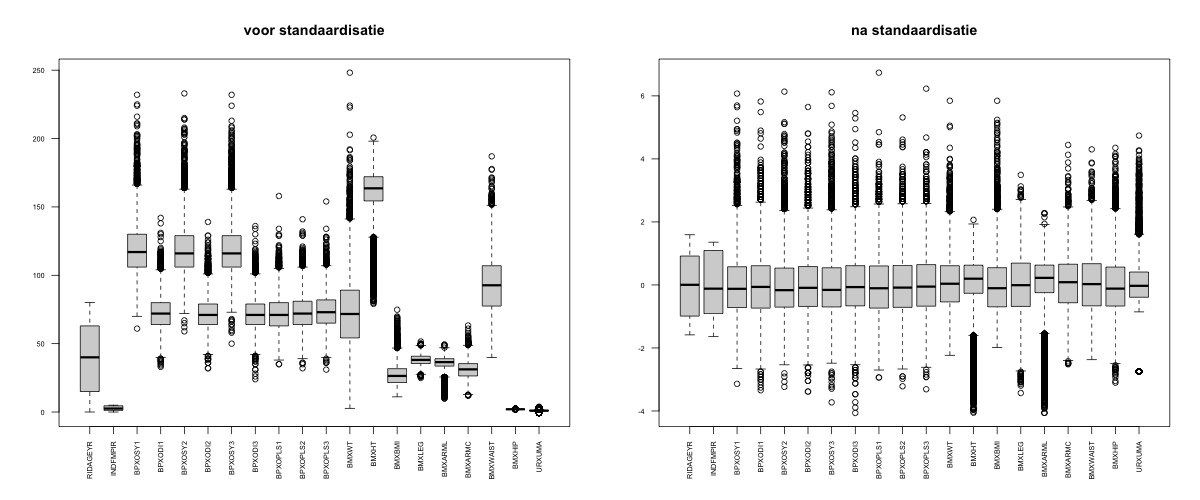 voor standaardisatie
250
200
150
100
50
0
RIDAGEYR
INDFMPIR
BPXOSY1
BPXODI1
BPXOSY2
BPXODI2
BPXOSY3
BPXODI3
BPXOPLS1
BPXOPLS2
BPXOPLS3
BMXWT
BMXHT
BMXBMI
BMXLEG
BMXARML
BMXARMC
BMXWAIST
BMXHIP
URXUMA
na standaardisatie
6
4
2
0
-2
-4
RIDAGEYR
INDFMPIR
BPXOSY1
BPXODI1
BPXOSY2
BPXODI2
BPXOSY3
BPXODI3
BPXOPLS1
BPXOPLS2
BPXOPLS3
BMXWT
BMXHT
BMXBMI
BMXLEG
BMXARML
BMXARMC
BMXWAIST
BMXHIP
URXUMA